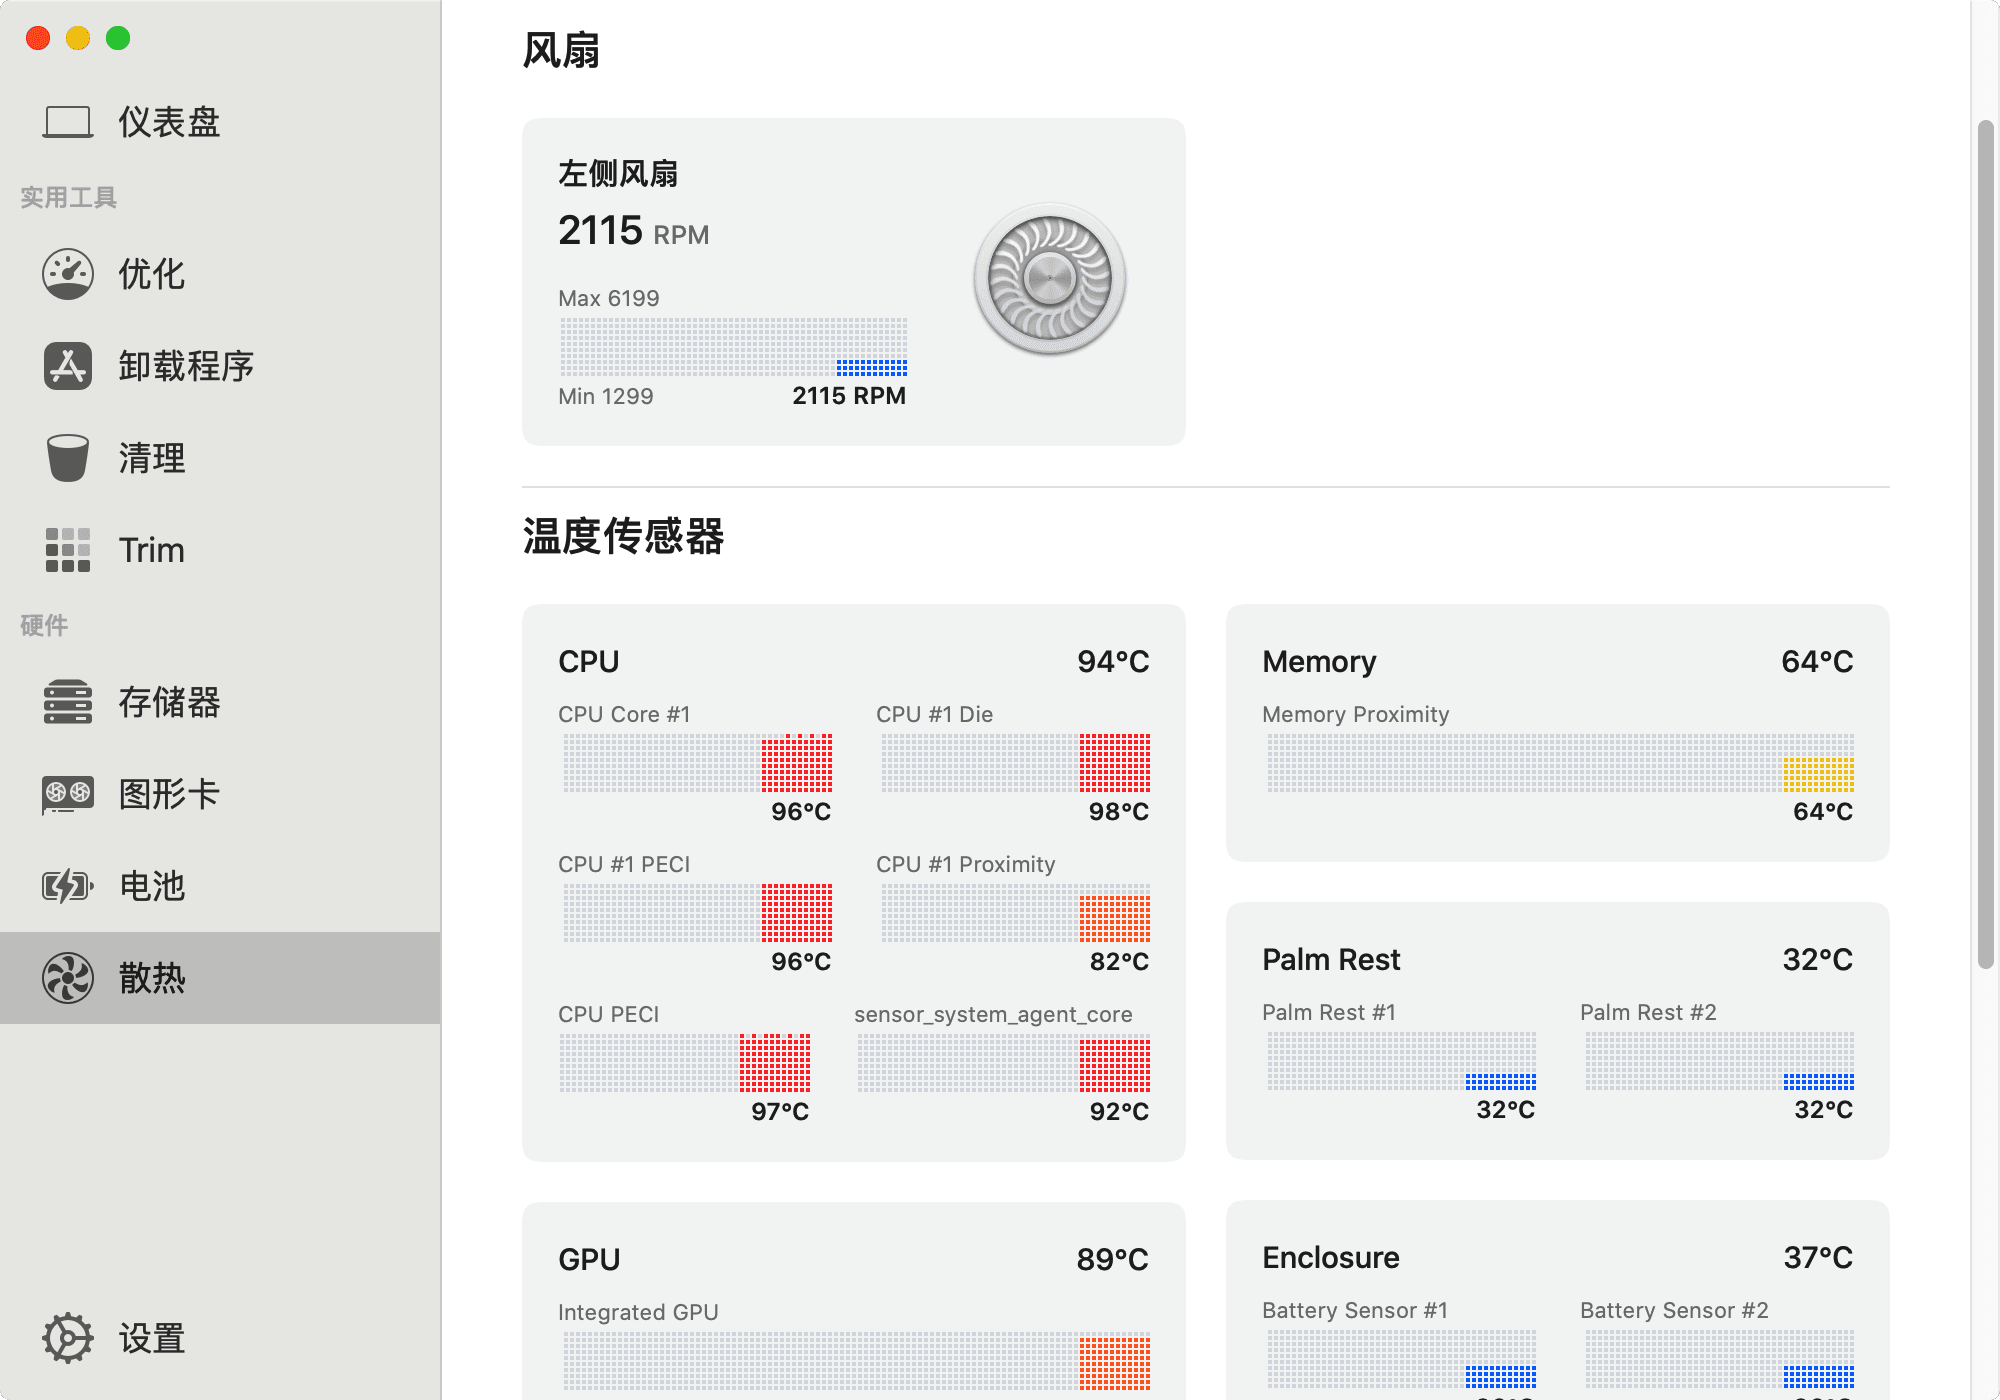 仪表盘
实用工具
优化
卸载程序
清理
Trim
硬件
存储器
图形卡
电池
散热
设置
风扇
左侧风扇
2115 RPM
Max 6199
Min 1299 2115 RPM
温度传感器
CPU 94°C
CPU Core #1 CPU #1 Die
96°C 98°C
CPU #1 PECI CPU #1 Proximity
96°C 82°C
CPU PECI sensor_system_agent_core
97°C 92°C
GPU 89°C
Integrated GPU
Memory 64°C
Memory Proximity
64°C
Palm Rest 32°C
Palm Rest #1 Palm Rest #2
32°C 32°C
Enclosure 37°C
Battery Sensor #1 Battery Sensor #2